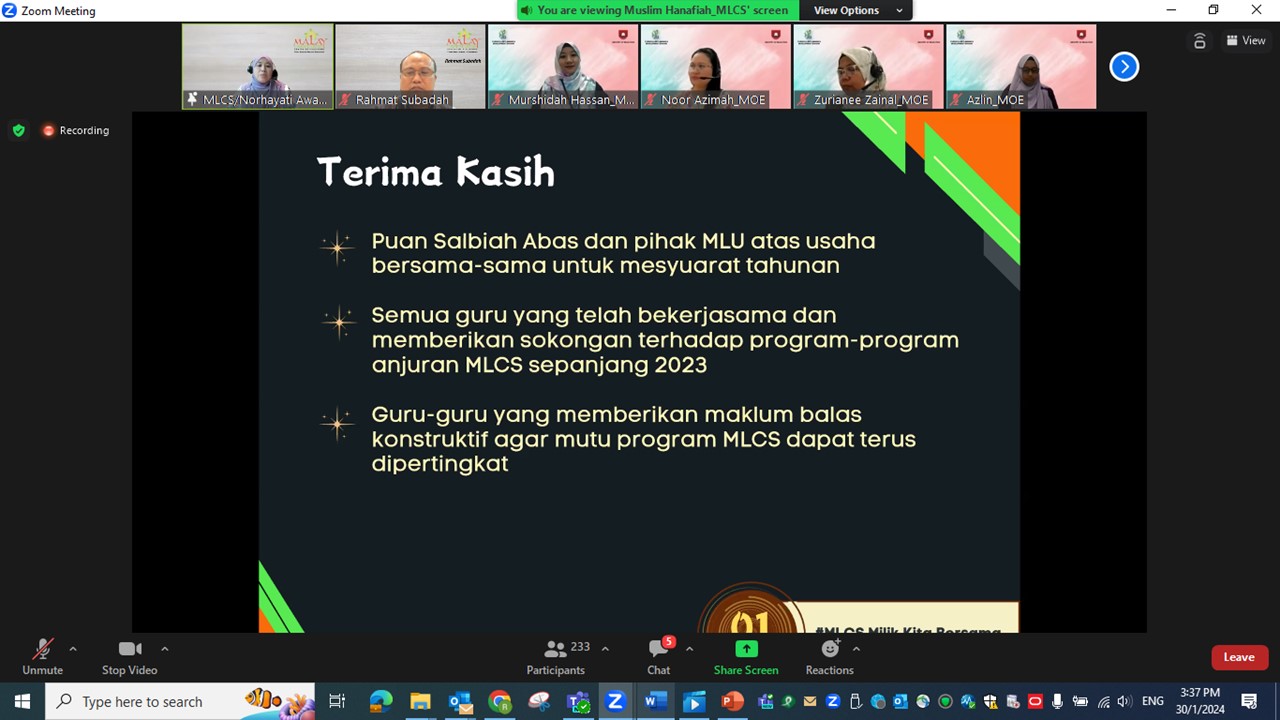 Zoom Meeting
You are viewing Muslim Hanafiah_MLCS' screen
View Options
MALAY
MALAY
Rahmat Subadah
MLCS/Norhayati Awa...
Rahmat Subadah
Murshidah Hassan_M...
Noor Azimah_MOE
Zurianee Zainal_MOE
Azlin_MOE
View
Recording
Terima Kasih
Puan Salbiah Abas dan pihak MLU atas usaha
bersama-sama untuk mesyuarat tahunan
Semua guru yang telah bekerjasama dan
memberikan sokongan terhadap program-program
anjuran MLCS sepanjang 2023
Guru-guru yang memberikan maklum balas
konstruktif agar mutu program MLCS dapat terus
dipertingkat
01
#MLCS Milik Kita Bersama
Unmute
Stop Video
233
Participants
5
Chat
Share Screen
Reactions
Leave
Type here to search
ENG
3:37 PM
30/1/2024